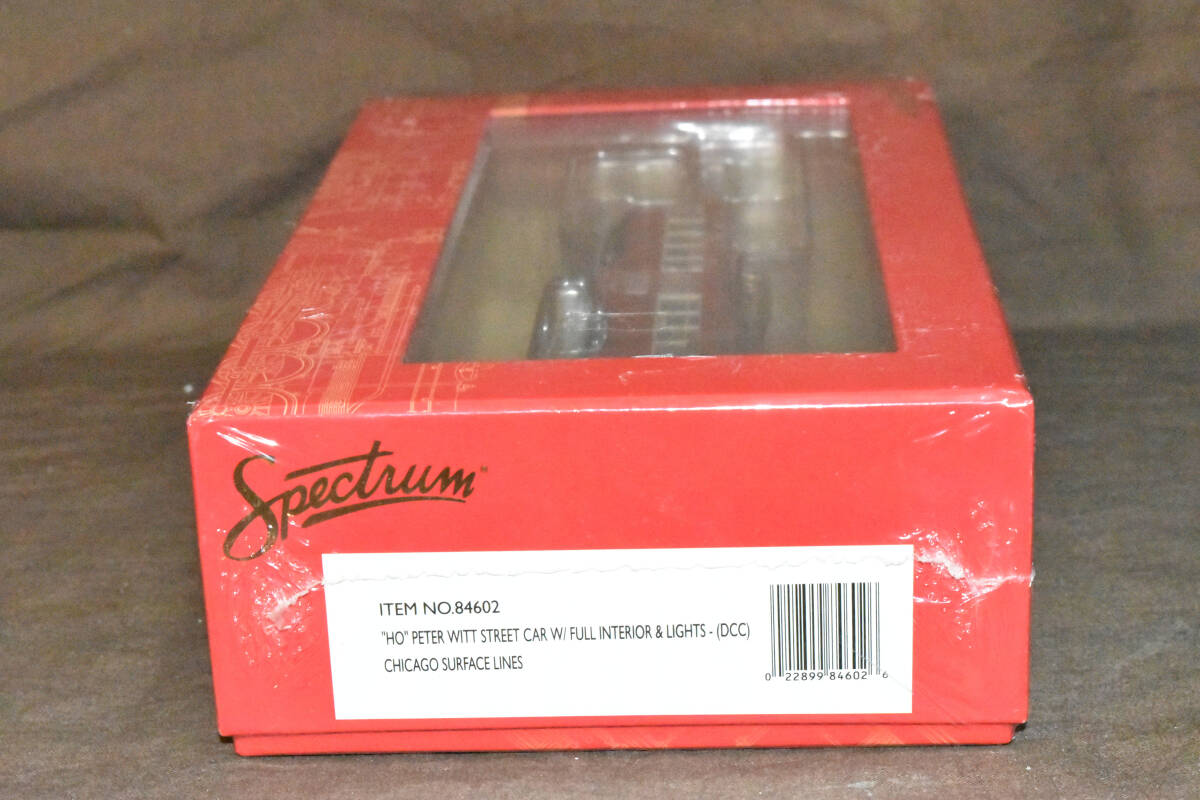 Spectrum™
ITEM NO.84602
"HO" PETER WITT STREET CAR W/ FULL INTERIOR & LIGHTS - (DCC)
CHICAGO SURFACE LINES
0 22899 84602 6